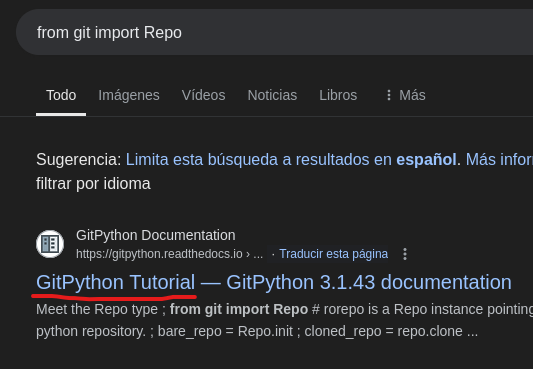 from git import Repo
Todo Imágenes Vídeos Noticias Libros Más
Sugerencia: Limita esta búsqueda a resultados en español. Más
filtrar por idioma
GitPython Documentation
https://gitpython.readthedocs.io › ... · Traducir esta página
GitPython Tutorial — GitPython 3.1.43 documentation
Meet the Repo type ; from git import Repo # rorepo is a Repo instance pointing
python repository. ; bare_repo = Repo.init ; cloned_repo = repo.clone ...